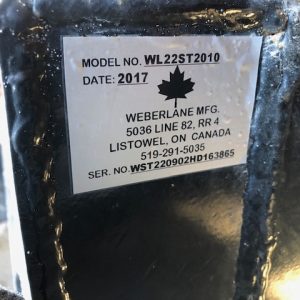 MODEL NO. WL22ST2010
DATE: 2017
WEBERLANE MFG.
5036 LINE 82, RR 4
LISTOWEL, ON CANADA
519-291-5035
SER. NO. WST220902HD163865